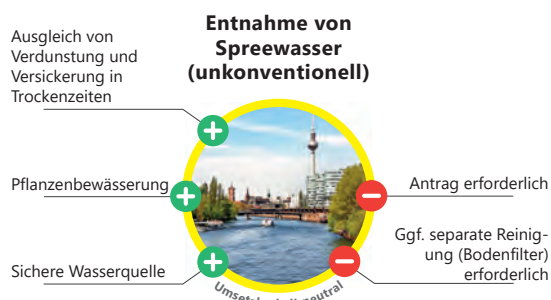 Entnahme von
Spreewasser
(unkonventionell)
Ausgleich von
Verdunstung und
Versickerung in
Trockenzeiten
Pflanzenbewässerung
Sichere Wasserquelle
Antrag erforderlich
Ggf. separate Reinig-
ung (Bodenfilter)
erforderlich
neutral